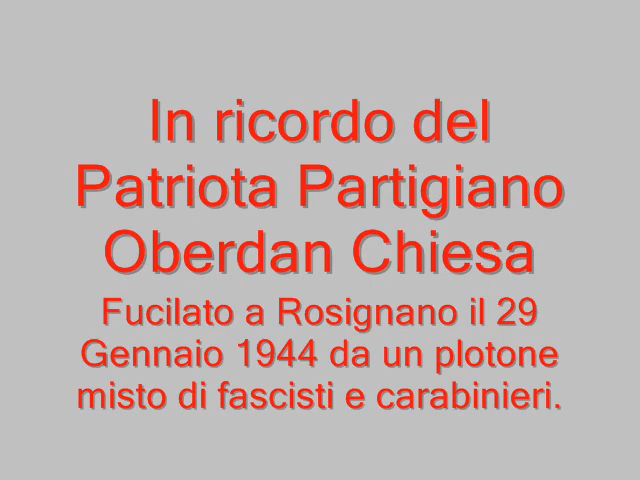 In ricordo del
Patriota Partigiano
Oberdan Chiesa
Fucilato a Rosignano il 29
Gennaio 1944 da un plotone
misto di fascisti e carabinieri.